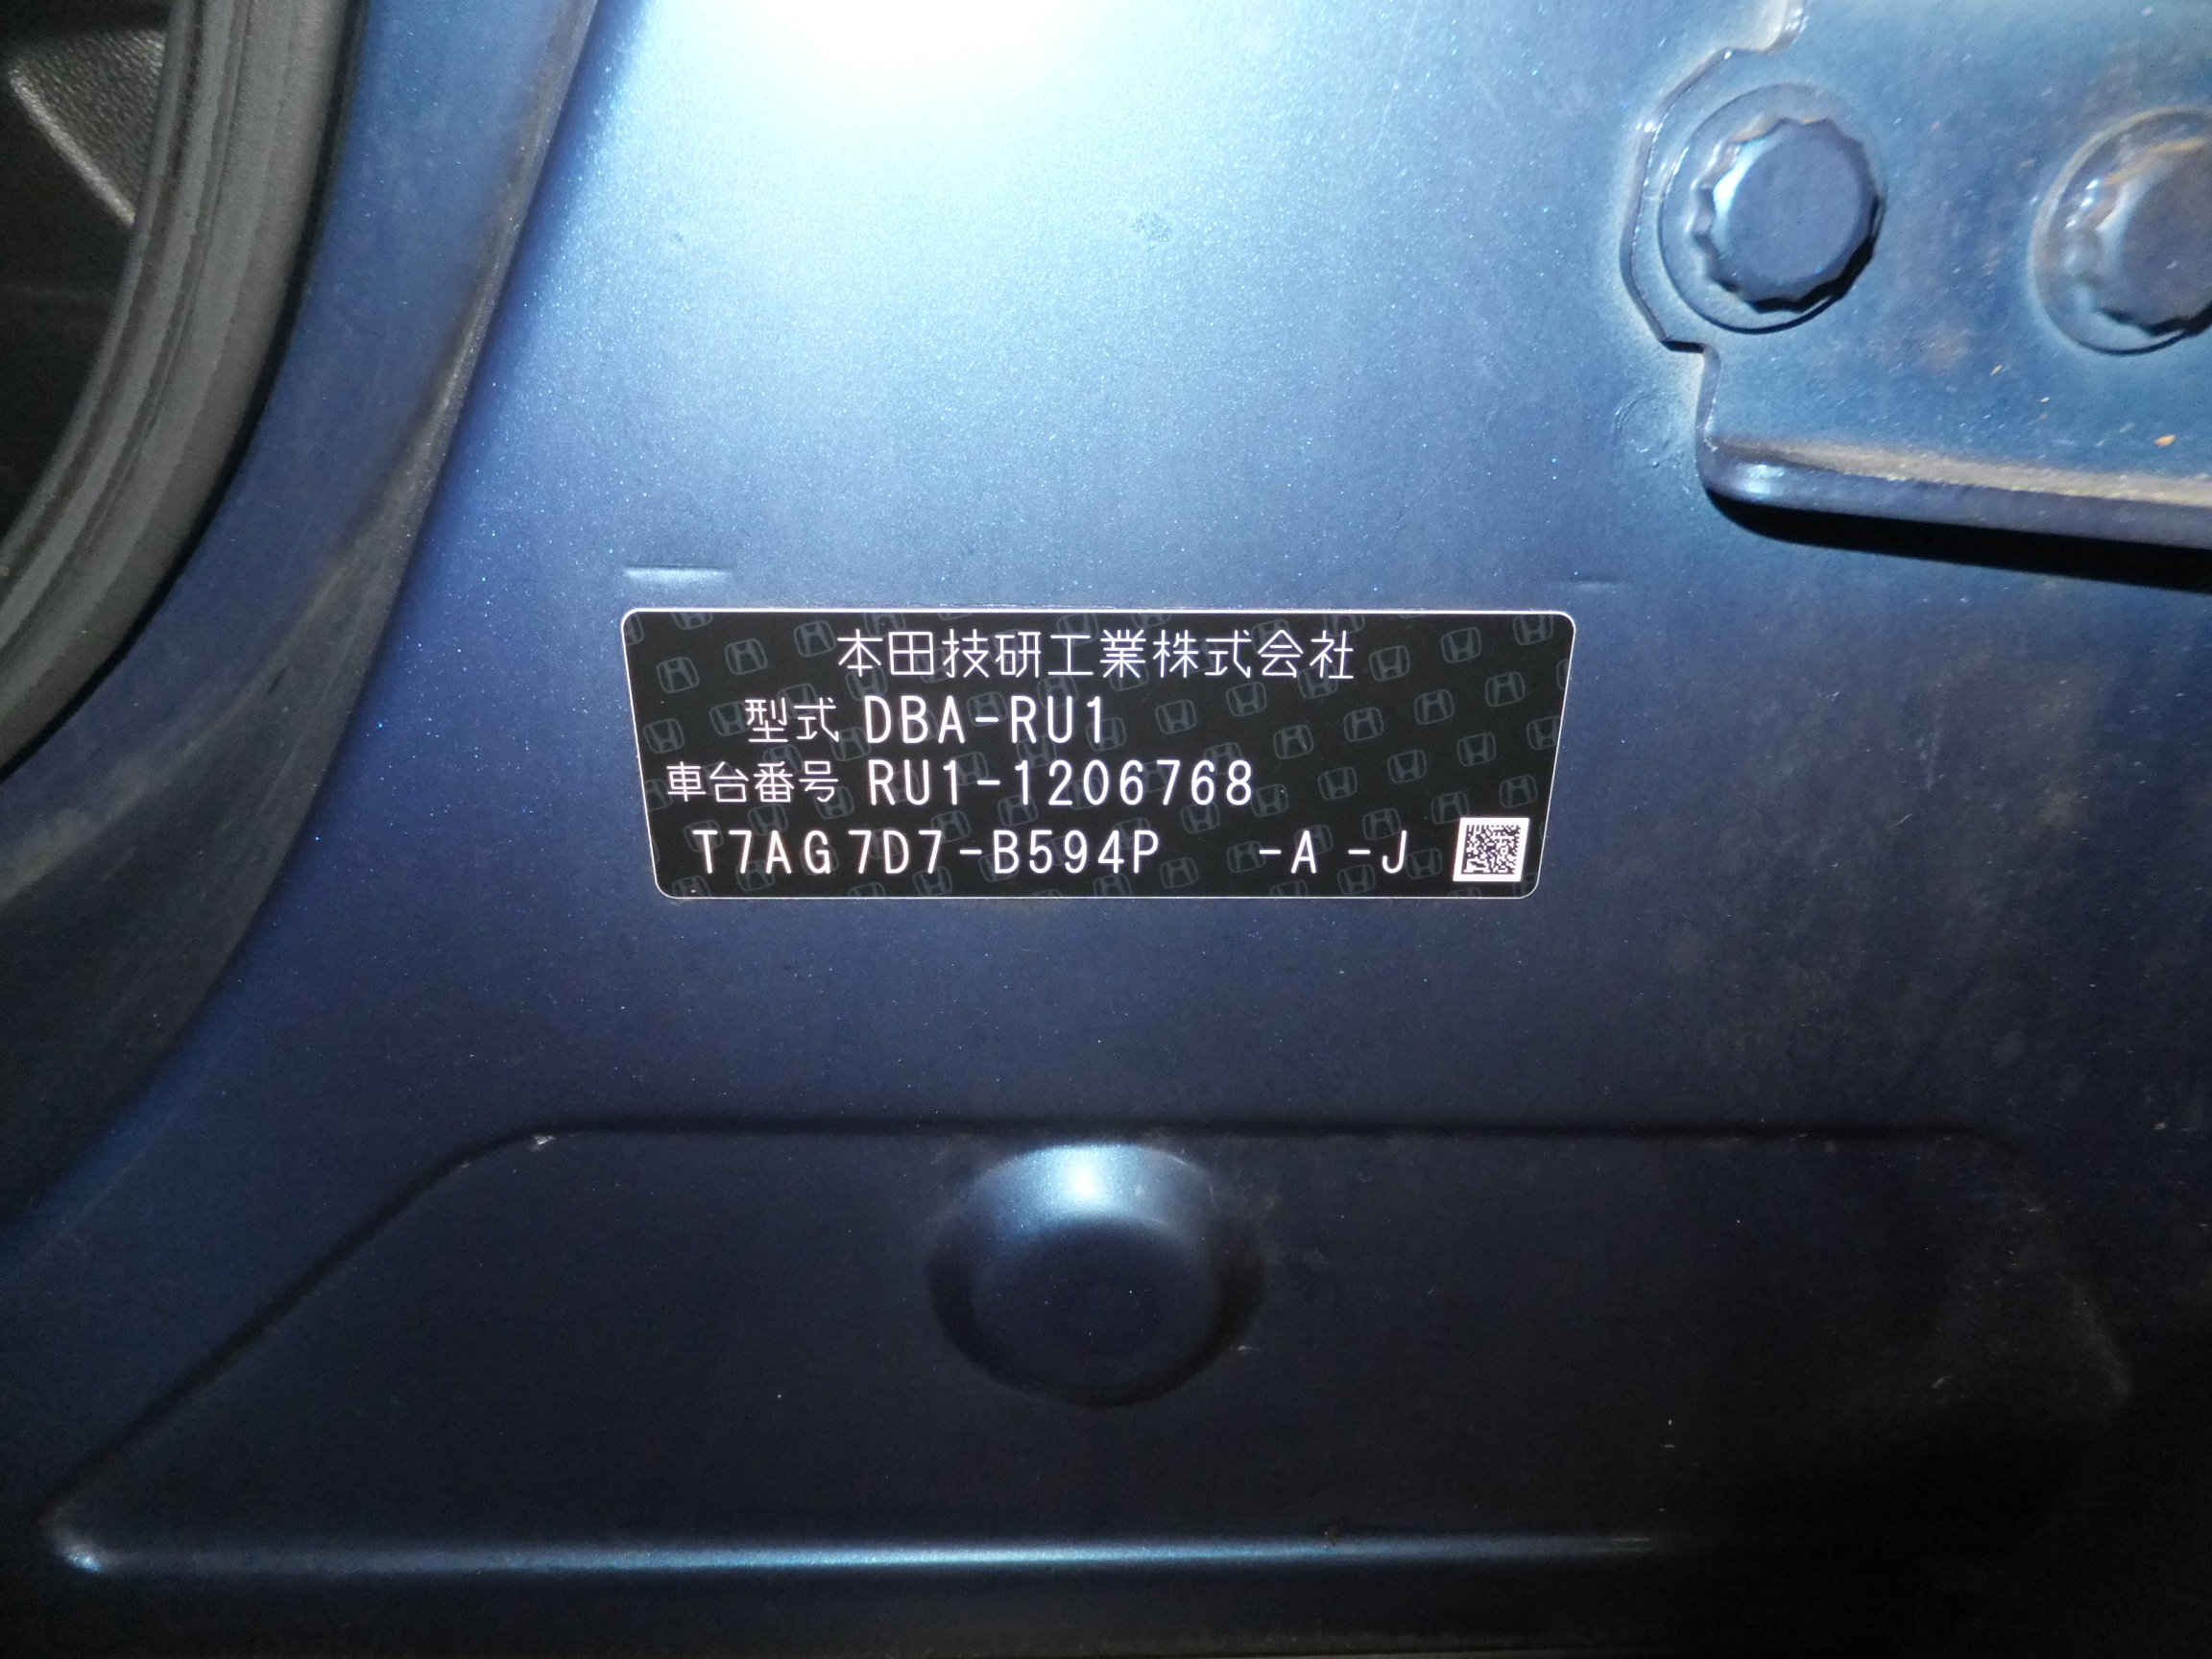 本田技研工業株式会社
型式 DBA-RU1
車台番号 RU1-1206768
T7AG7D7-B594P -A -J